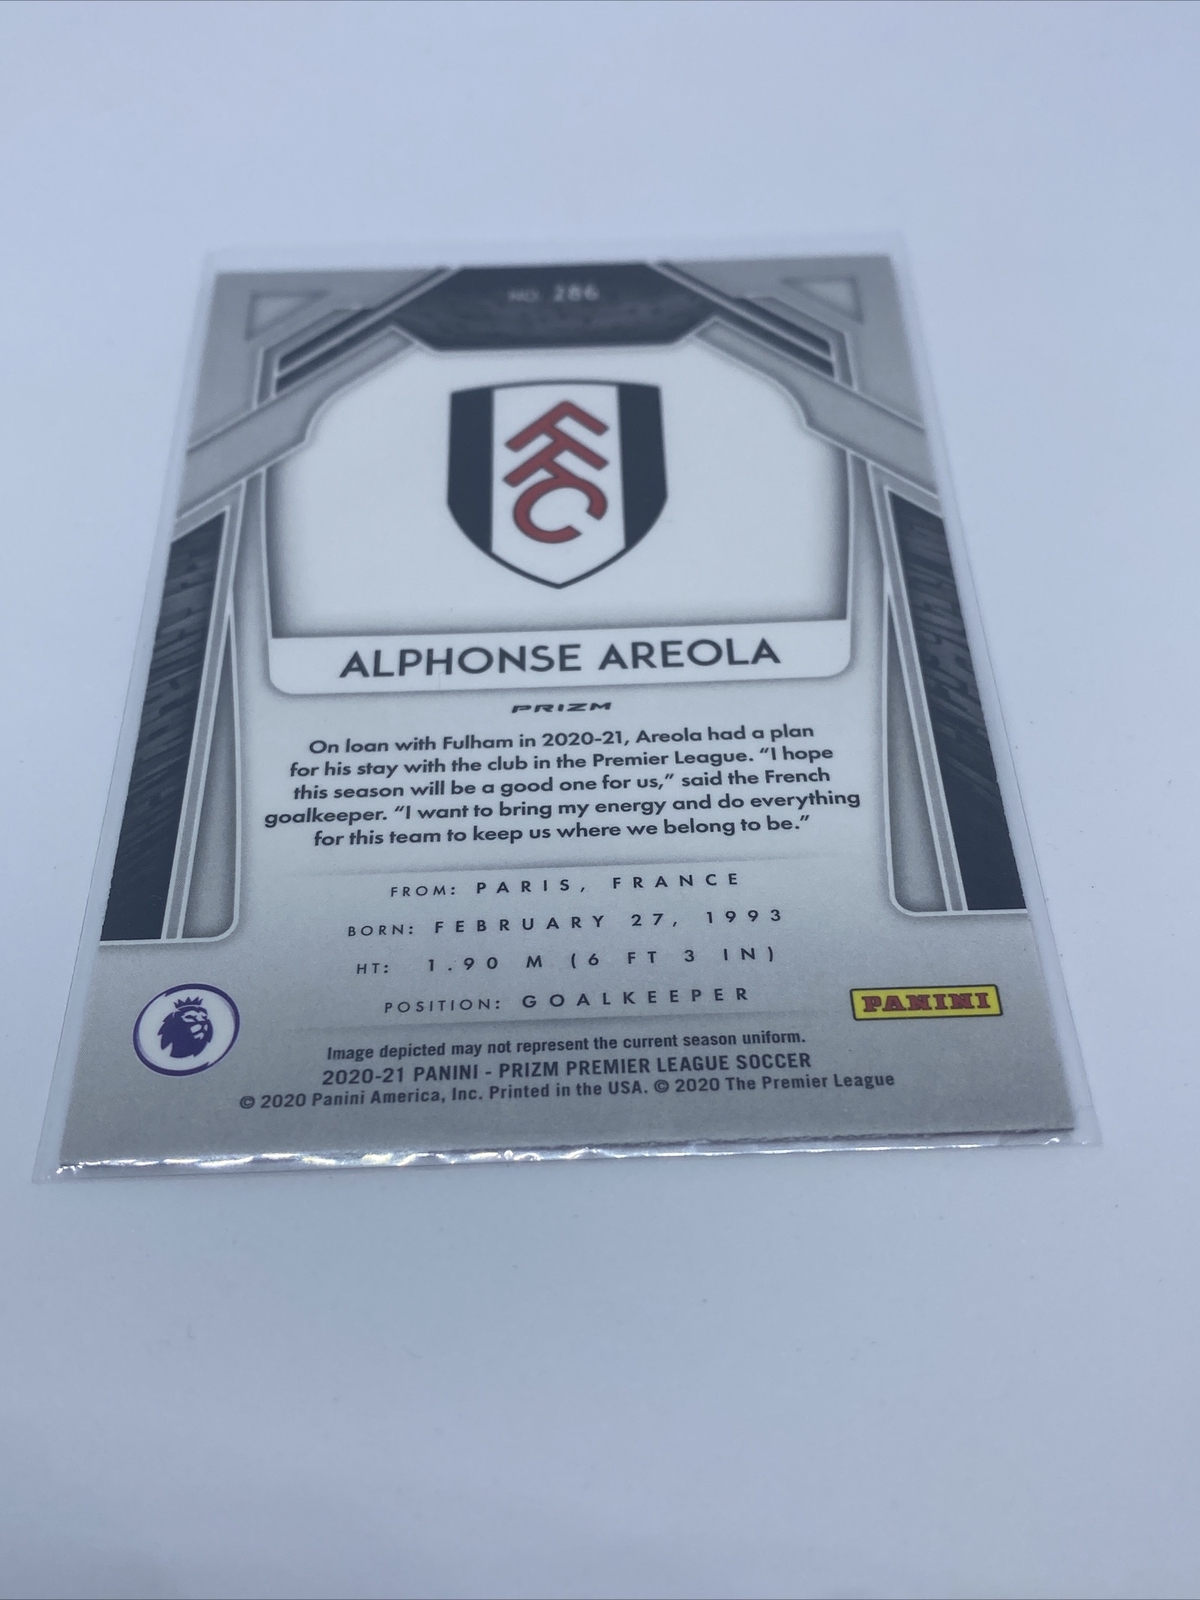 NO. 286
FFC
ALPHONSE AREOLA
PRIZM
On loan with Fulham in 2020-21, Areola had a plan
for his stay with the club in the Premier League. “I hope
this season will be a good one for us,” said the French
goalkeeper. “I want to bring my energy and do everything
for this team to keep us where we belong to be.”
FROM: PARIS, FRANCE
BORN: FEBRUARY 27, 1993
HT: 1.90 M (6 FT 3 IN)
POSITION: GOALKEEPER
PANINI
Image depicted may not represent the current season uniform.
2020-21 PANINI - PRIZM PREMIER LEAGUE SOCCER
© 2020 Panini America, Inc. Printed in the USA. © 2020 The Premier League